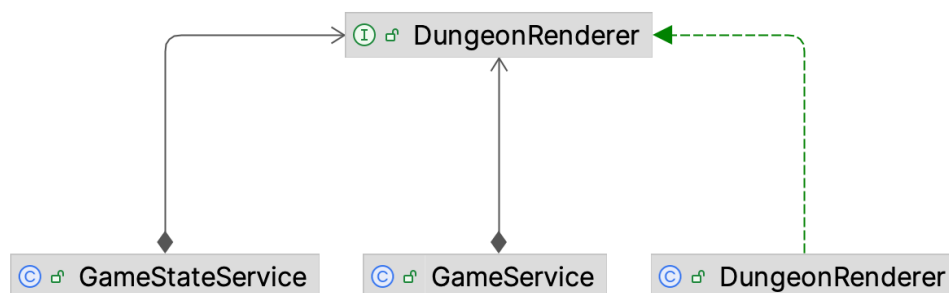 I DungeonRenderer
C GameStateService
C GameService
C DungeonRenderer